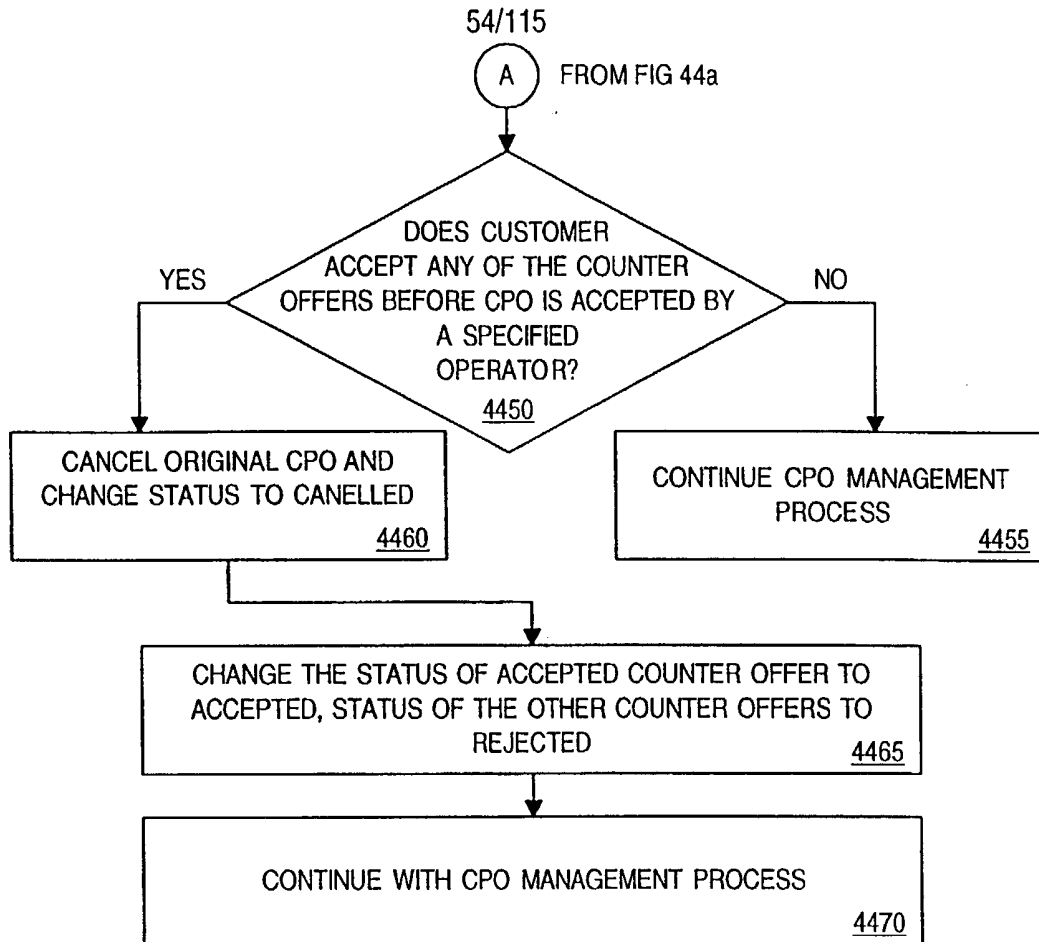 54/115
A
FROM FIG 44a
DOES CUSTOMER
ACCEPT ANY OF THE COUNTER
OFFERS BEFORE CPO IS ACCEPTED BY
A SPECIFIED
OPERATOR?
4450
YES
NO
CANCEL ORIGINAL CPO AND
CHANGE STATUS TO CANELLED
4460
CONTINUE CPO MANAGEMENT
PROCESS
4455
CHANGE THE STATUS OF ACCEPTED COUNTER OFFER TO
ACCEPTED, STATUS OF THE OTHER COUNTER OFFERS TO
REJECTED
4465
CONTINUE WITH CPO MANAGEMENT PROCESS
4470